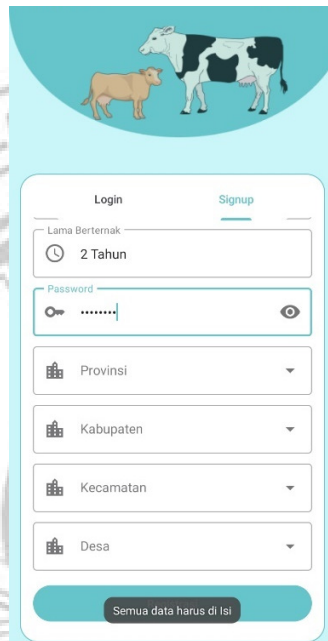 Login Signup
Lama Berternak
2 Tahun
Password
Provinsi
Kabupaten
Kecamatan
Desa
Semua data harus di Isi